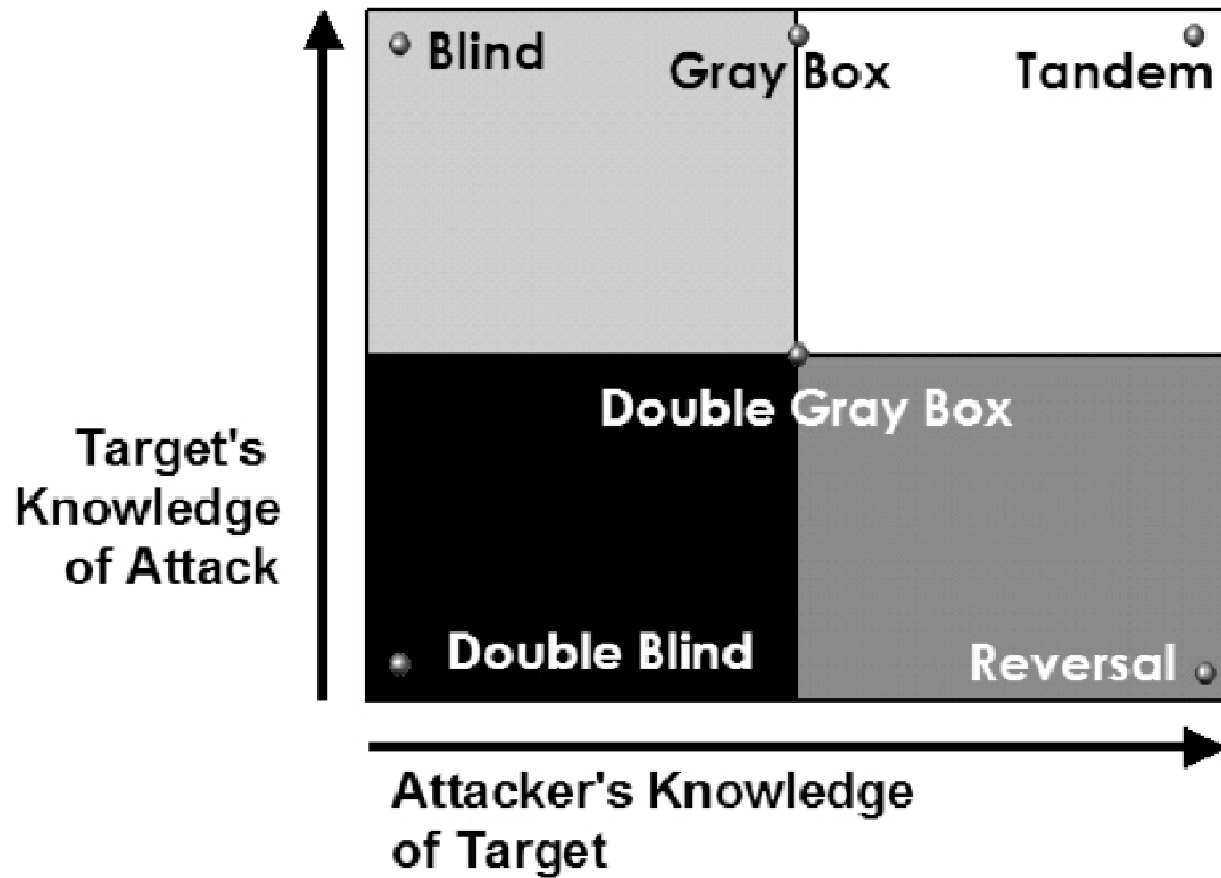 Blind
Gray Box
Tandem
Double Gray Box
Target's
Knowledge
of Attack
Double Blind
Reversal
Attacker's Knowledge
of Target